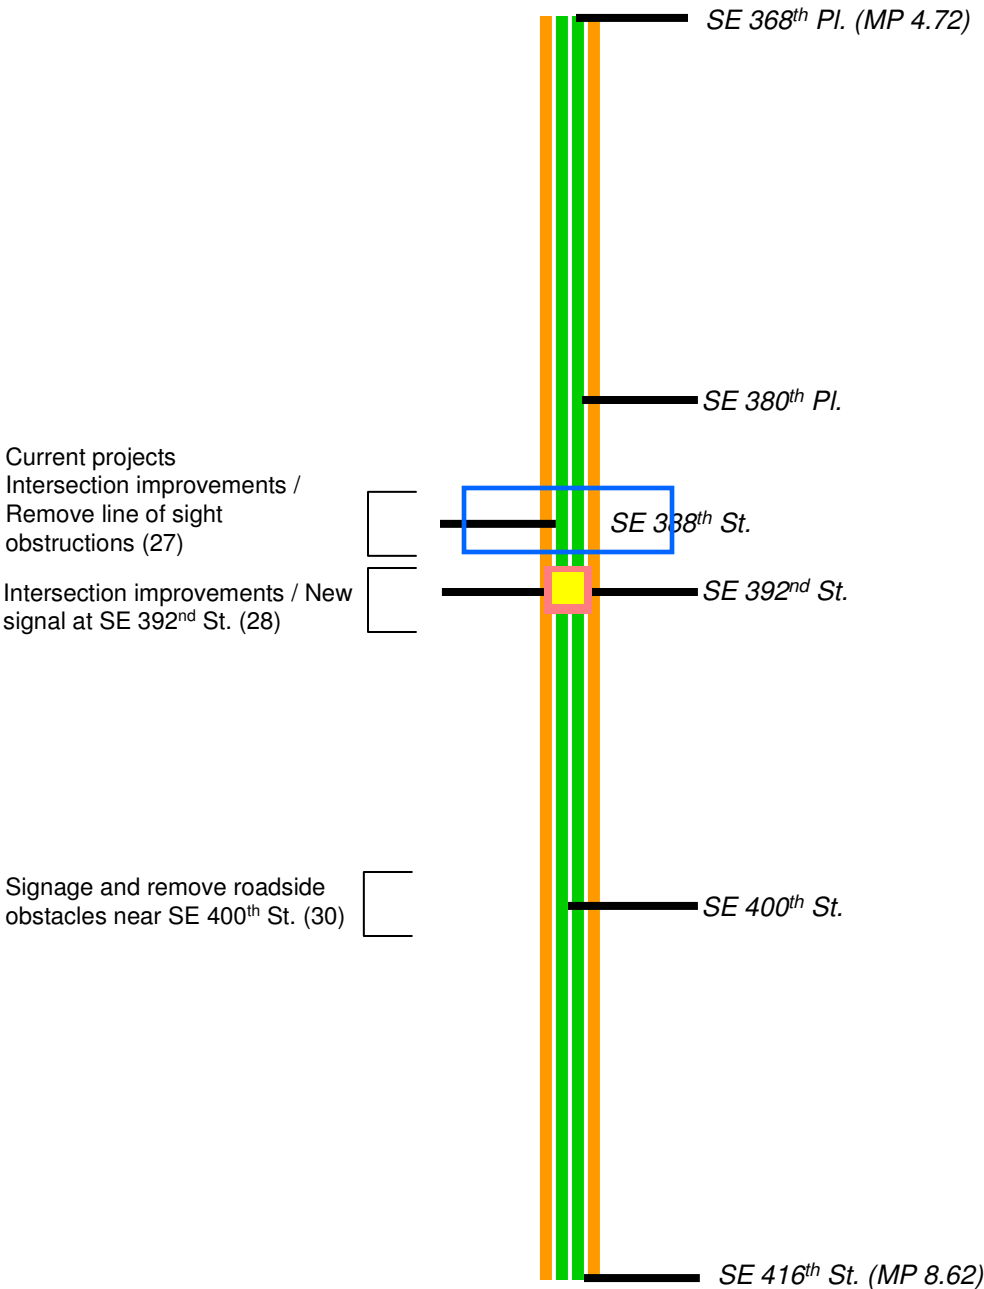 SE 368th Pl. (MP 4.72)
SE 380th Pl.
Current projects
Intersection improvements /
Remove line of sight
obstructions (27)
SE 388th St.
Intersection improvements / New
signal at SE 392nd St. (28)
SE 392nd St.
Signage and remove roadside
obstacles near SE 400th St. (30)
SE 400th St.
SE 416th St. (MP 8.62)